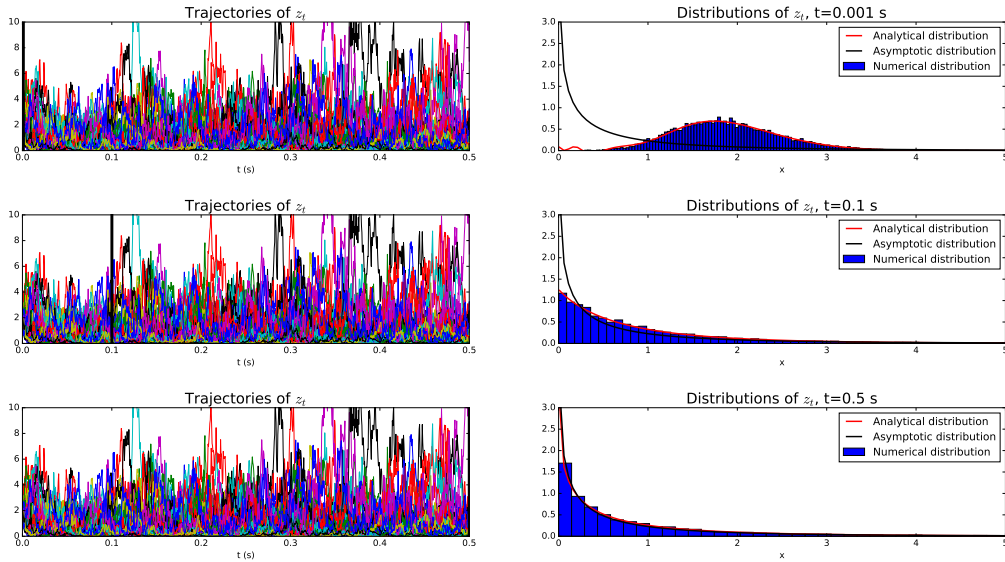 Trajectories of z_t
10
8
6
4
2
0
0.0 0.1 0.2 0.3 0.4 0.5
t (s)
Distributions of z_t, t=0.001 s
3.0
2.5
2.0
1.5
1.0
0.5
0.0
0 1 2 3 4 5
x
Analytical distribution
Asymptotic distribution
Numerical distribution
Trajectories of z_t
10
8
6
4
2
0
0.0 0.1 0.2 0.3 0.4 0.5
t (s)
Distributions of z_t, t=0.1 s
3.0
2.5
2.0
1.5
1.0
0.5
0.0
0 1 2 3 4 5
x
Analytical distribution
Asymptotic distribution
Numerical distribution
Trajectories of z_t
10
8
6
4
2
0
0.0 0.1 0.2 0.3 0.4 0.5
t (s)
Distributions of z_t, t=0.5 s
3.0
2.5
2.0
1.5
1.0
0.5
0.0
0 1 2 3 4 5
x
Analytical distribution
Asymptotic distribution
Numerical distribution